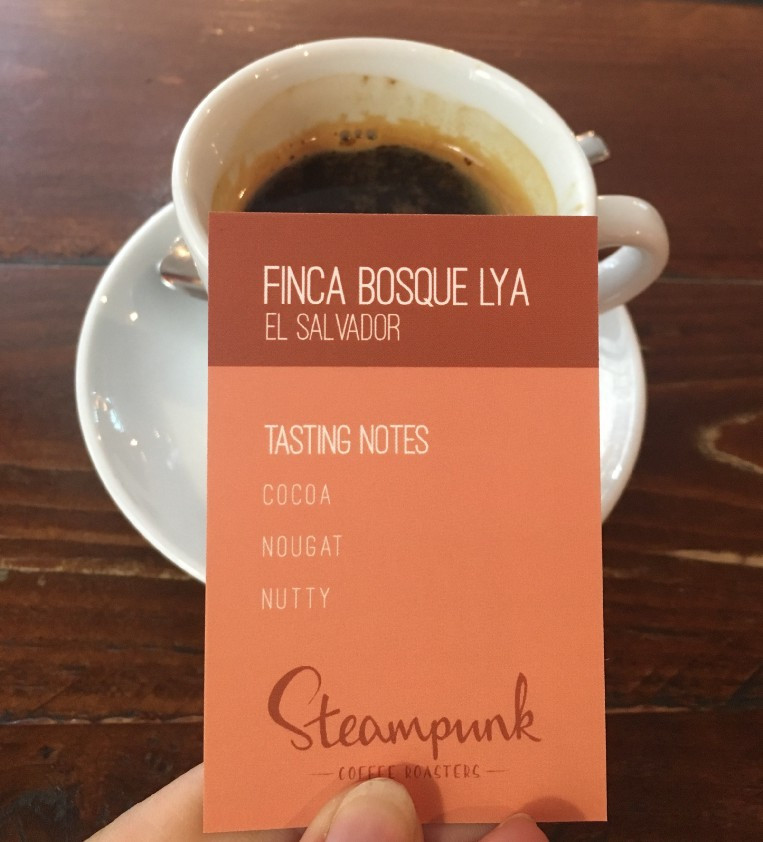 FINCA BOSQUE LYA
EL SALVADOR
TASTING NOTES
COCOA
NOUGAT
NUTTY
Steampunk
COFFEE ROASTERS